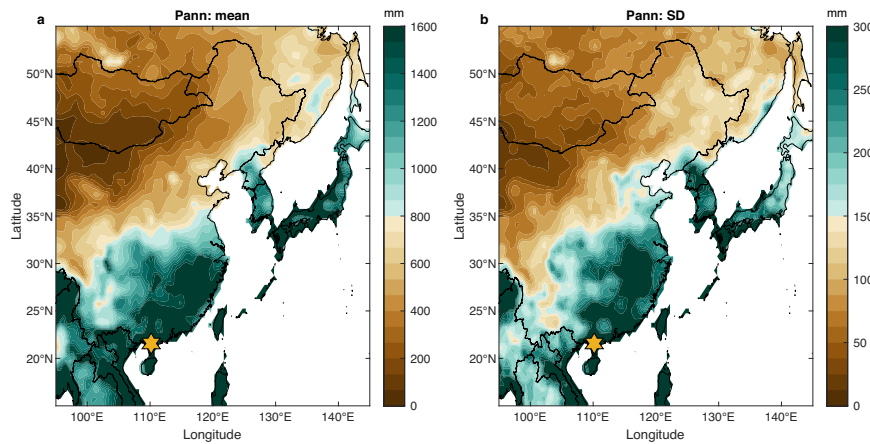 a
Pann: mean
mm
50°N
45°N
40°N
35°N
30°N
25°N
20°N
Latitude
100°E 110°E 120°E 130°E 140°E
Longitude
1600
1400
1200
1000
800
600
400
200
0
b
Pann: SD
mm
50°N
45°N
40°N
35°N
30°N
25°N
20°N
Latitude
100°E 110°E 120°E 130°E 140°E
Longitude
300
250
200
150
100
50
0